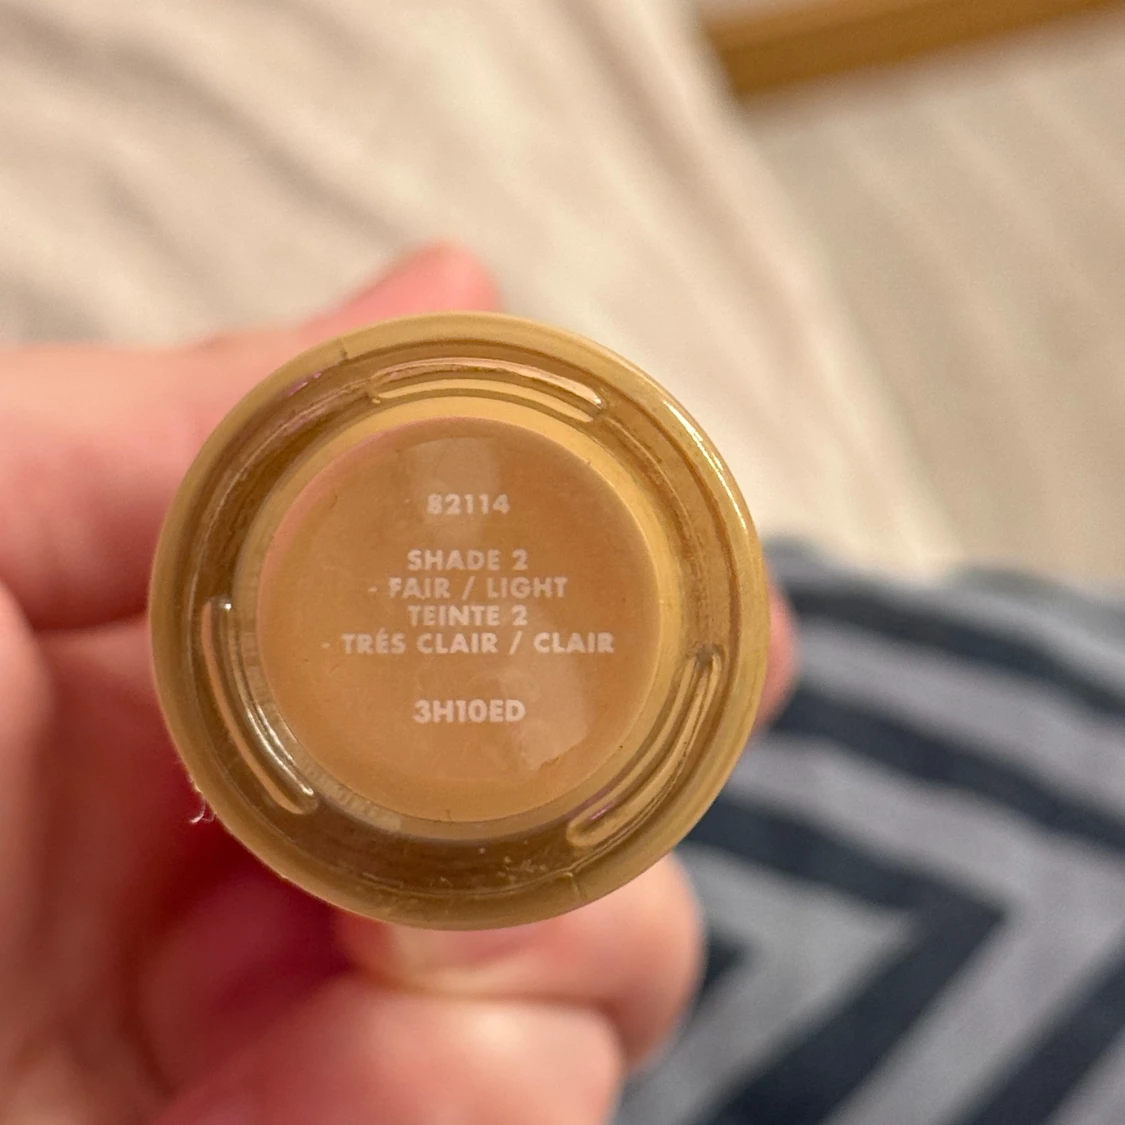 82114
SHADE 2
- FAIR / LIGHT
TEINTE 2
- TRÉS CLAIR / CLAIR
3H10ED